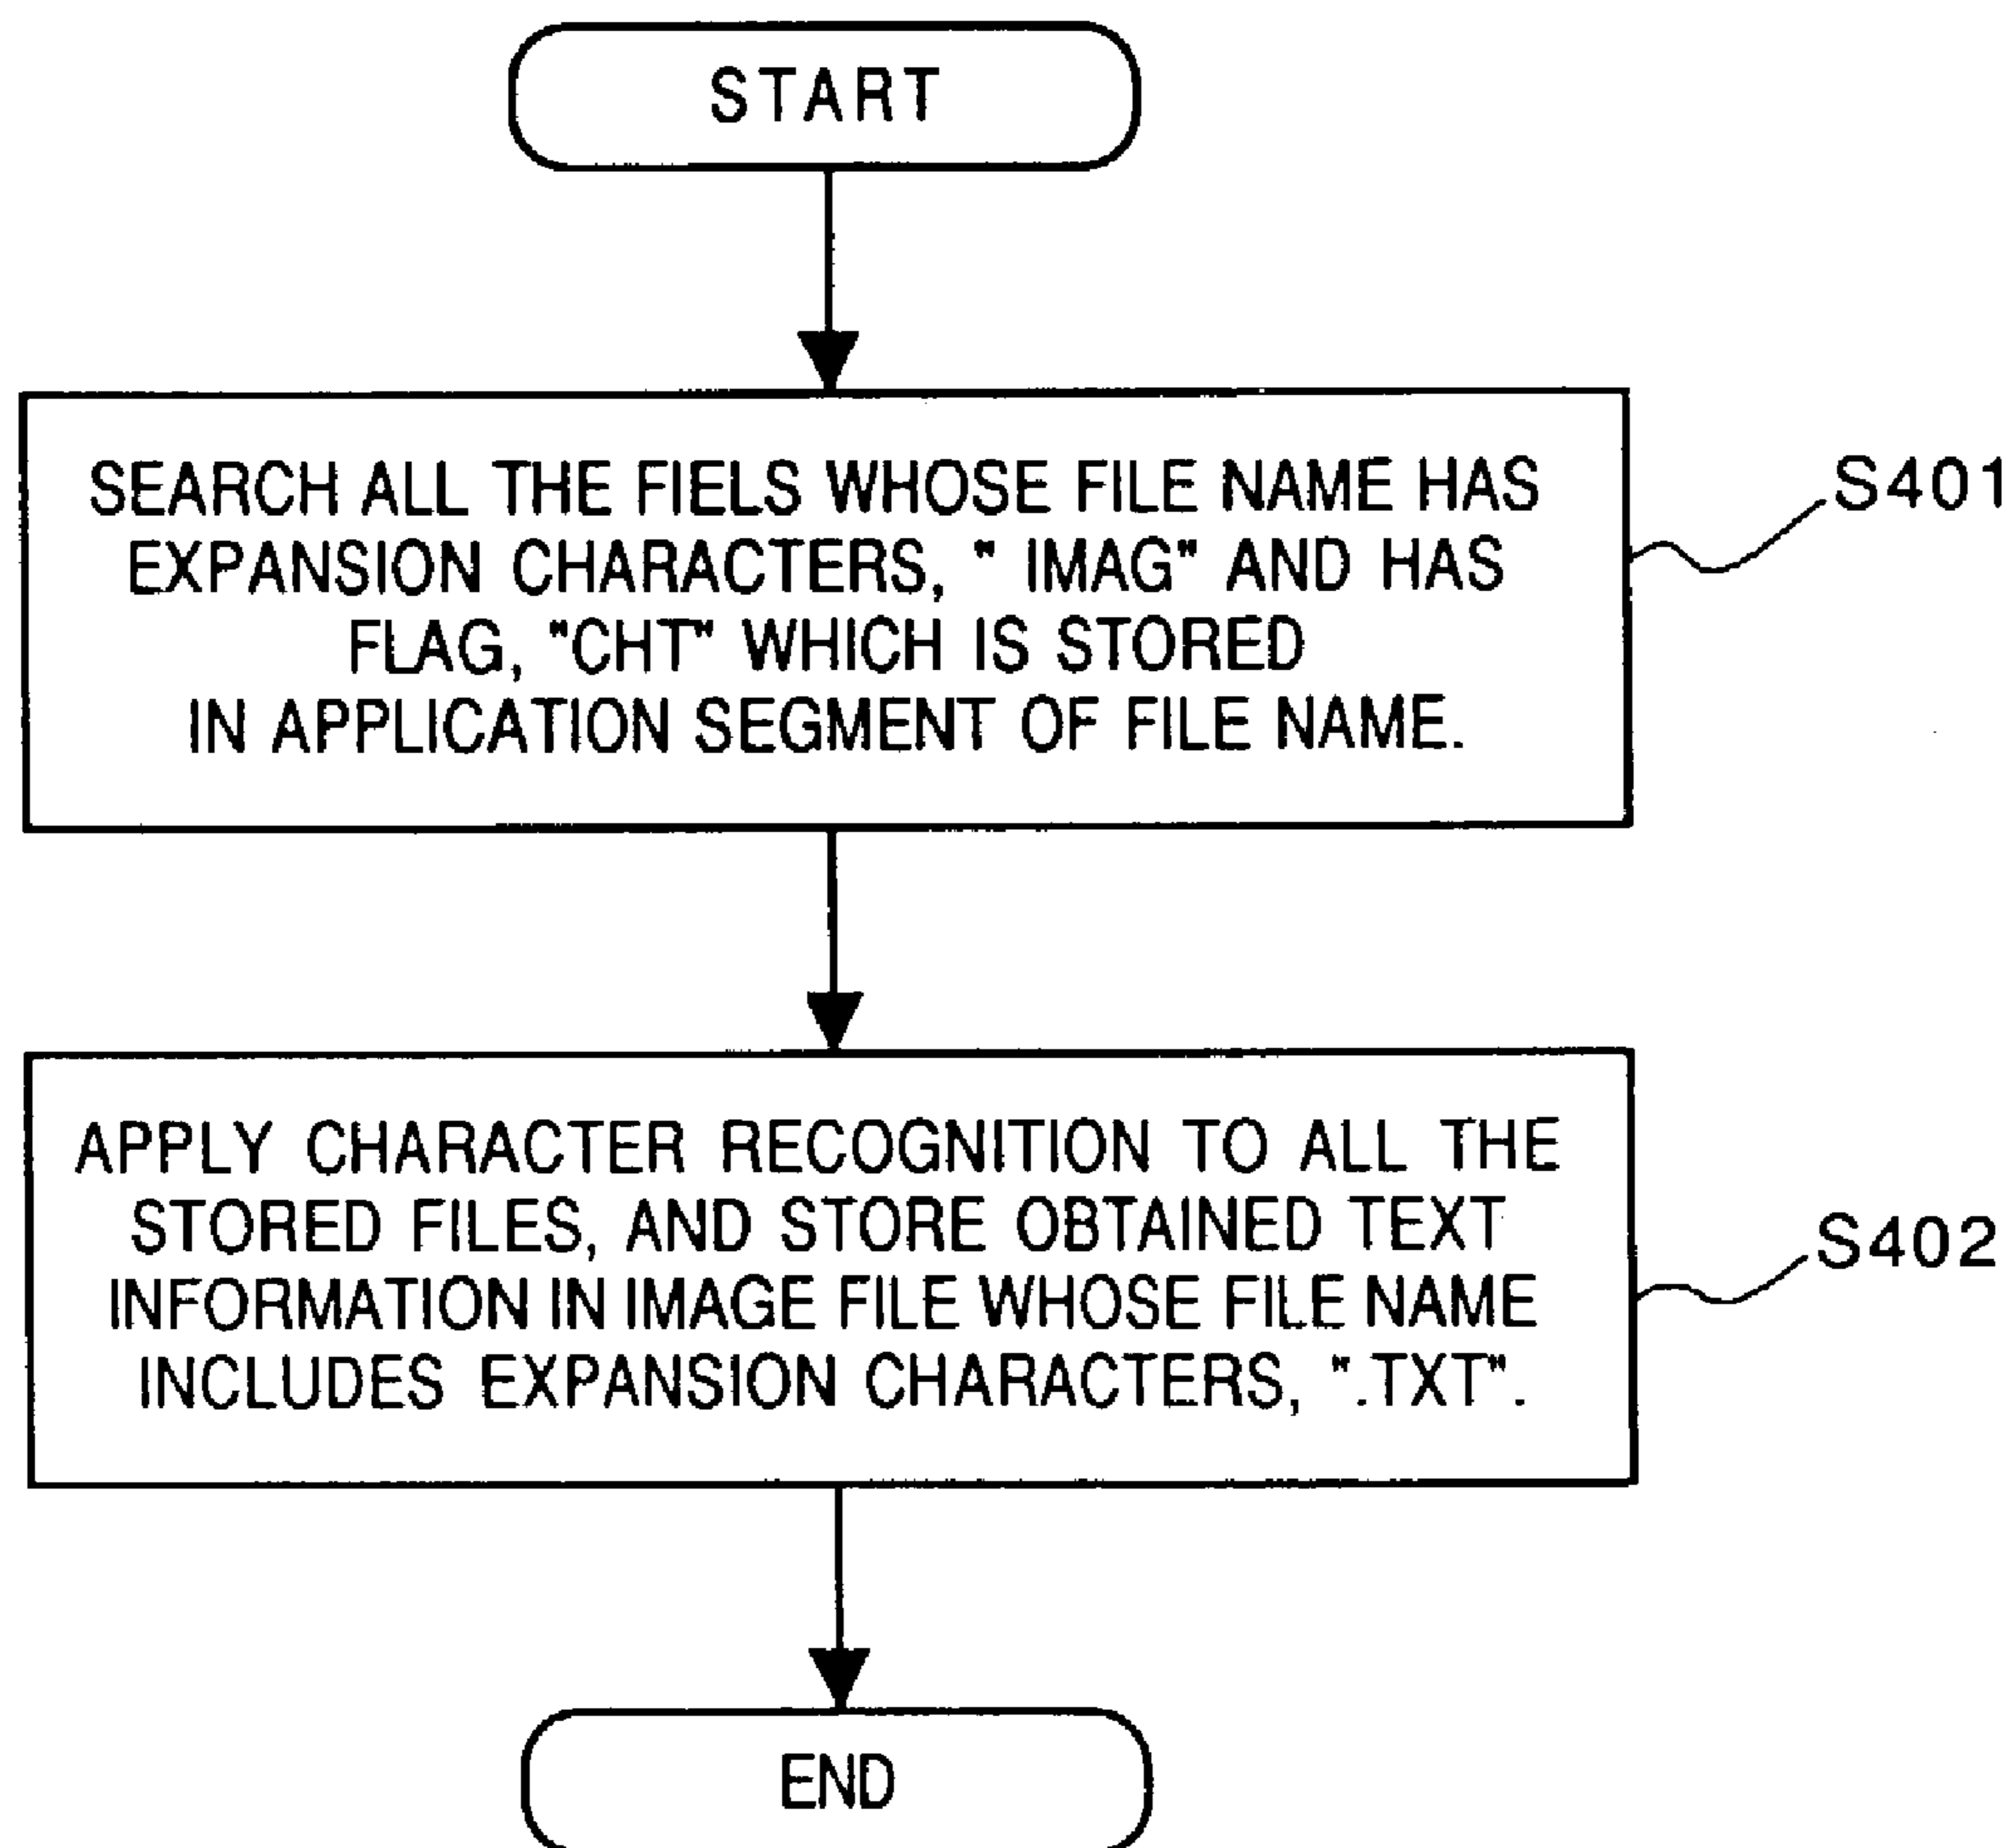 START
SEARCH ALL THE FIELS WHOSE FILE NAME HAS
EXPANSION CHARACTERS, " IMAG" AND HAS
FLAG, "CHT" WHICH IS STORED
IN APPLICATION SEGMENT OF FILE NAME.
S401
APPLY CHARACTER RECOGNITION TO ALL THE
STORED FILES, AND STORE OBTAINED TEXT
INFORMATION IN IMAGE FILE WHOSE FILE NAME
INCLUDES EXPANSION CHARACTERS, ".TXT".
S402
END